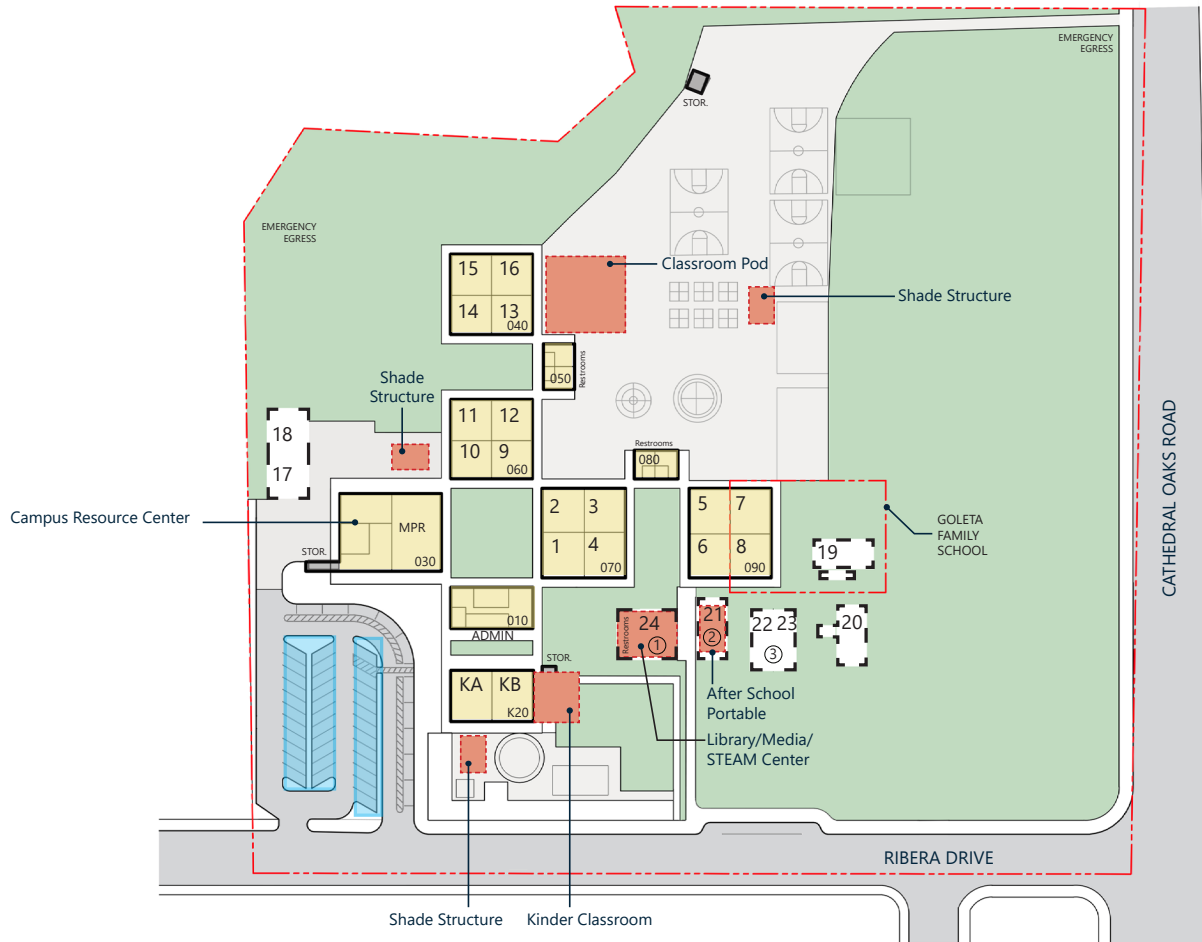 EMERGENCY
EGRESS
STOR.
EMERGENCY
EGRESS
15 16
14 13
040
Classroom Pod
Shade Structure
050
Restrooms
Shade
Structure
18
17
11 12
10 9
060
Restrooms
080
Campus Resource Center
MPR
STOR.
030
2 3
1 4
070
5 7
6 8
090
19
GOLETA
FAMILY
SCHOOL
CATHEDRAL OAKS ROAD
010
ADMIN
Restrooms
24
1
21
2
22 23
3
20
STOR.
KA KB
K20
After School
Portable
Library/Media/
STEAM Center
RIBERA DRIVE
Shade Structure
Kinder Classroom